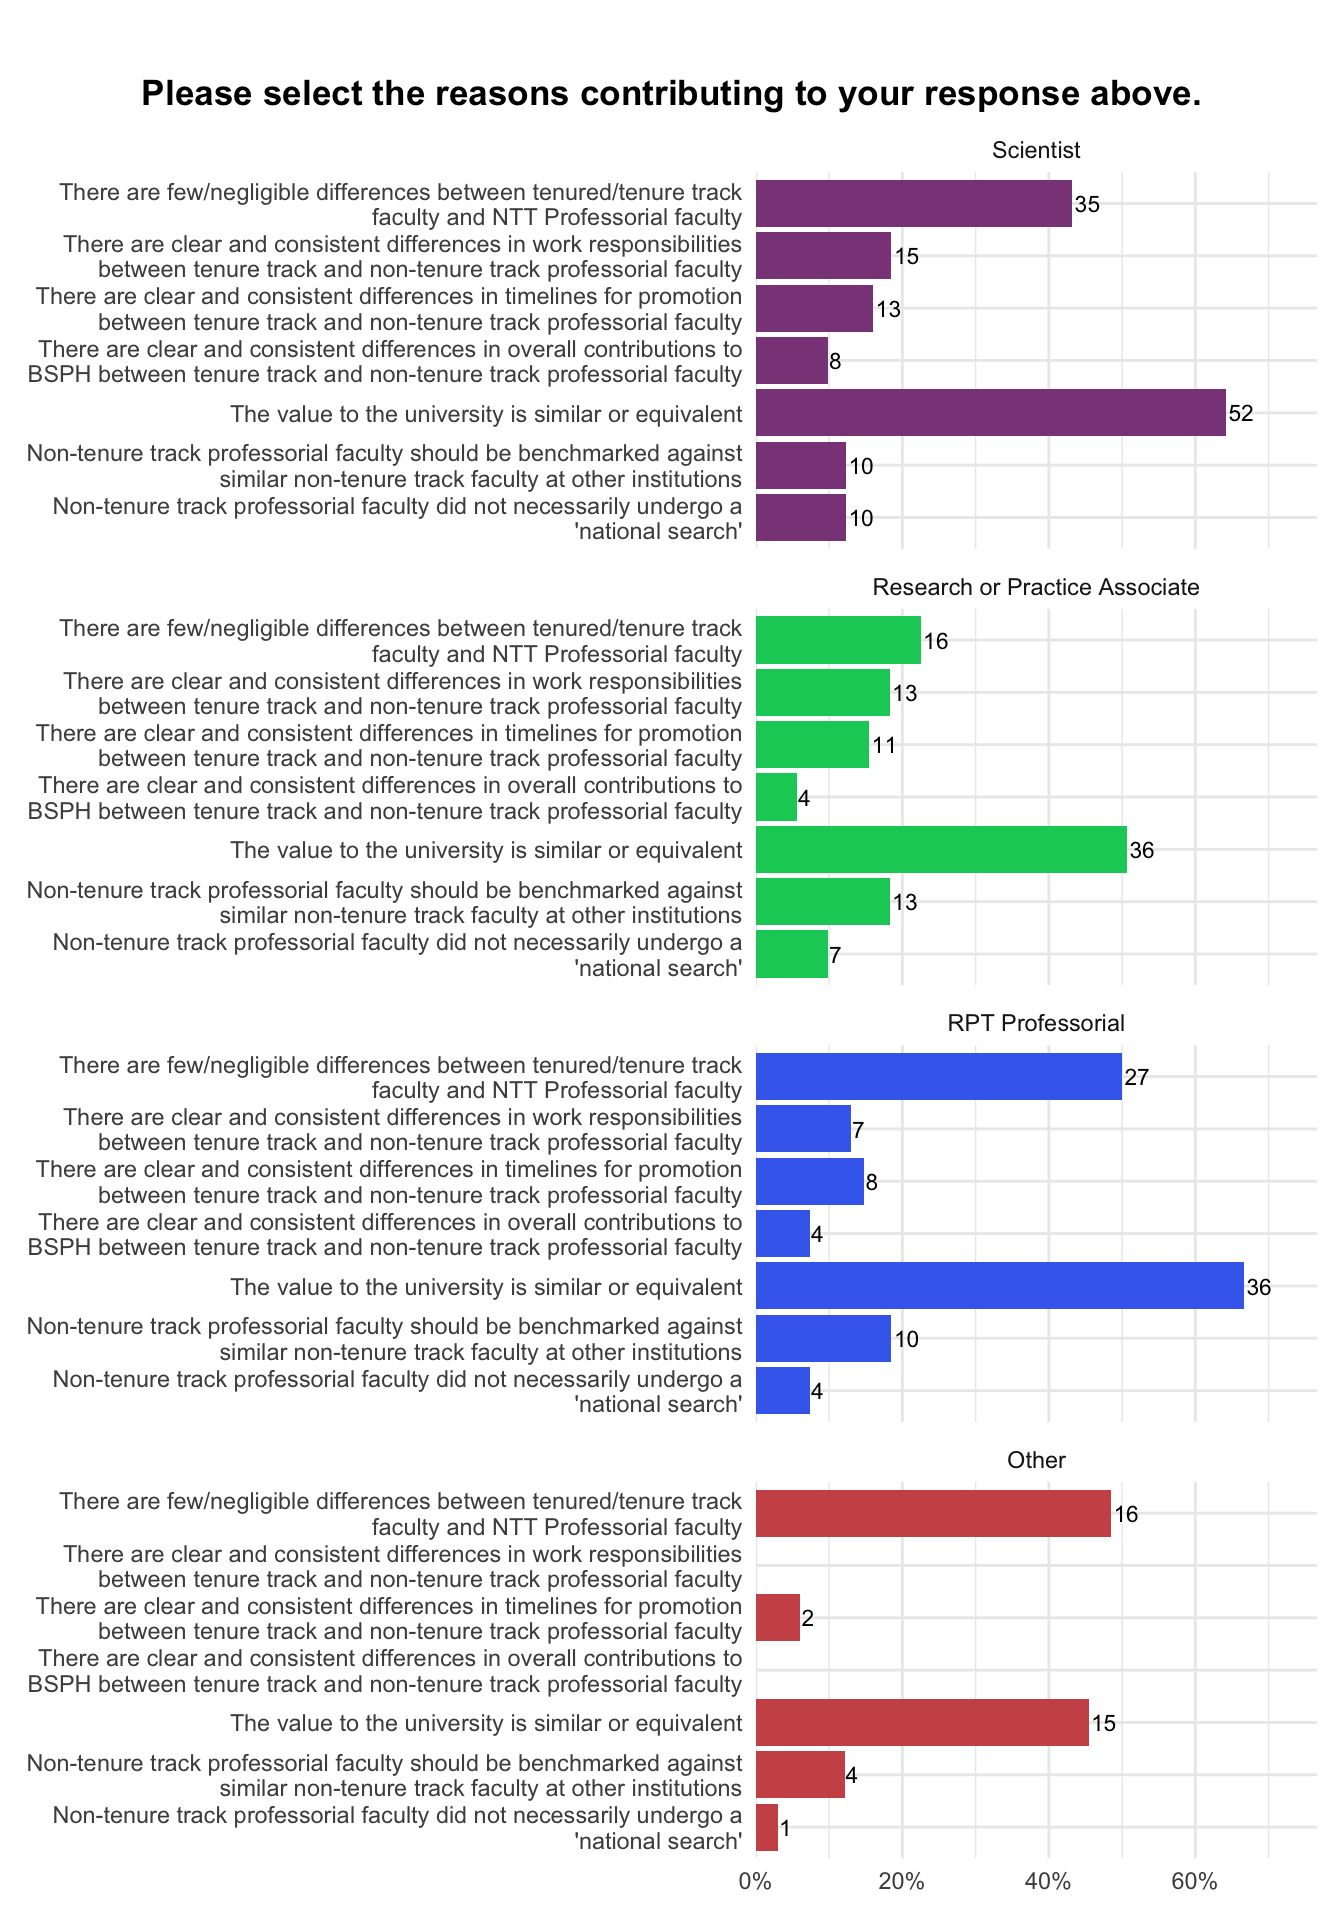 Please select the reasons contributing to your response above.
Scientist
There are few/negligible differences between tenured/tenure track
faculty and NTT Professorial faculty
35
There are clear and consistent differences in work responsibilities
between tenure track and non-tenure track professorial faculty
15
There are clear and consistent differences in timelines for promotion
between tenure track and non-tenure track professorial faculty
13
There are clear and consistent differences in overall contributions to
BSPH between tenure track and non-tenure track professorial faculty
8
The value to the university is similar or equivalent
52
Non-tenure track professorial faculty should be benchmarked against
similar non-tenure track faculty at other institutions
10
Non-tenure track professorial faculty did not necessarily undergo a
'national search'
10
Research or Practice Associate
There are few/negligible differences between tenured/tenure track
faculty and NTT Professorial faculty
16
There are clear and consistent differences in work responsibilities
between tenure track and non-tenure track professorial faculty
13
There are clear and consistent differences in timelines for promotion
between tenure track and non-tenure track professorial faculty
11
There are clear and consistent differences in overall contributions to
BSPH between tenure track and non-tenure track professorial faculty
4
The value to the university is similar or equivalent
36
Non-tenure track professorial faculty should be benchmarked against
similar non-tenure track faculty at other institutions
13
Non-tenure track professorial faculty did not necessarily undergo a
'national search'
7
RPT Professorial
There are few/negligible differences between tenured/tenure track
faculty and NTT Professorial faculty
27
There are clear and consistent differences in work responsibilities
between tenure track and non-tenure track professorial faculty
7
There are clear and consistent differences in timelines for promotion
between tenure track and non-tenure track professorial faculty
8
There are clear and consistent differences in overall contributions to
BSPH between tenure track and non-tenure track professorial faculty
4
The value to the university is similar or equivalent
36
Non-tenure track professorial faculty should be benchmarked against
similar non-tenure track faculty at other institutions
10
Non-tenure track professorial faculty did not necessarily undergo a
'national search'
4
Other
There are few/negligible differences between tenured/tenure track
faculty and NTT Professorial faculty
16
There are clear and consistent differences in work responsibilities
between tenure track and non-tenure track professorial faculty
There are clear and consistent differences in timelines for promotion
between tenure track and non-tenure track professorial faculty
2
There are clear and consistent differences in overall contributions to
BSPH between tenure track and non-tenure track professorial faculty
The value to the university is similar or equivalent
15
Non-tenure track professorial faculty should be benchmarked against
similar non-tenure track faculty at other institutions
4
Non-tenure track professorial faculty did not necessarily undergo a
'national search'
1
0% 20% 40% 60%